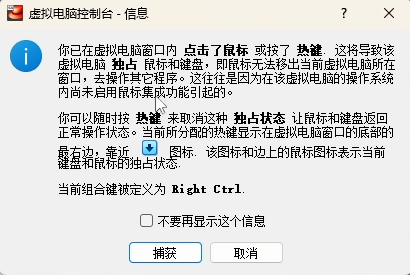 虚拟电脑控制台 - 信息
你已在虚拟电脑窗口内 点击了鼠标 或按了 热键. 这将导致该
虚拟电脑 独占 鼠标和键盘，即鼠标无法移出当前虚拟电脑所在
窗口，去操作其它程序。这往往是因为在该虚拟电脑的操作系统
内尚未启用鼠标集成功能引起的。
你可以随时按 热键 来取消这种 独占状态 让鼠标和键盘返回
正常操作状态。当前所分配的热键显示在虚拟电脑窗口的底部的
最右边，靠近 图标. 该图标和边上的鼠标图标表示当前
键盘和鼠标的独占状态.
当前组合键被定义为 Right Ctrl.
不要再显示这个信息
捕获 取消